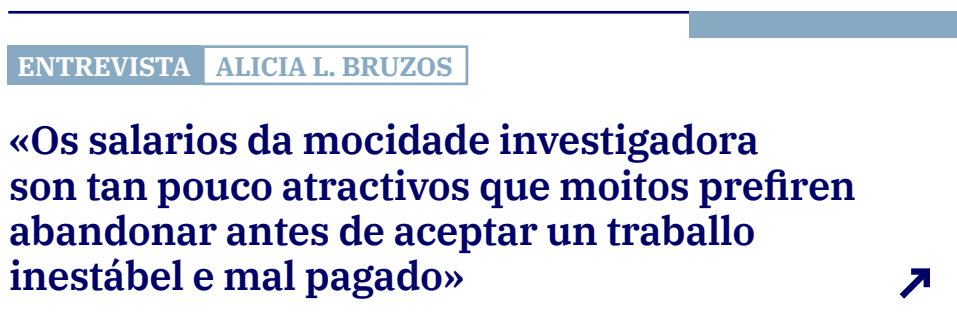 ENTREVISTA ALICIA L. BRUZOS
«Os salarios da mocidade investigadora
son tan pouco atractivos que moitos prefiren
abandonar antes de aceptar un traballo
inestábel e mal pagado»